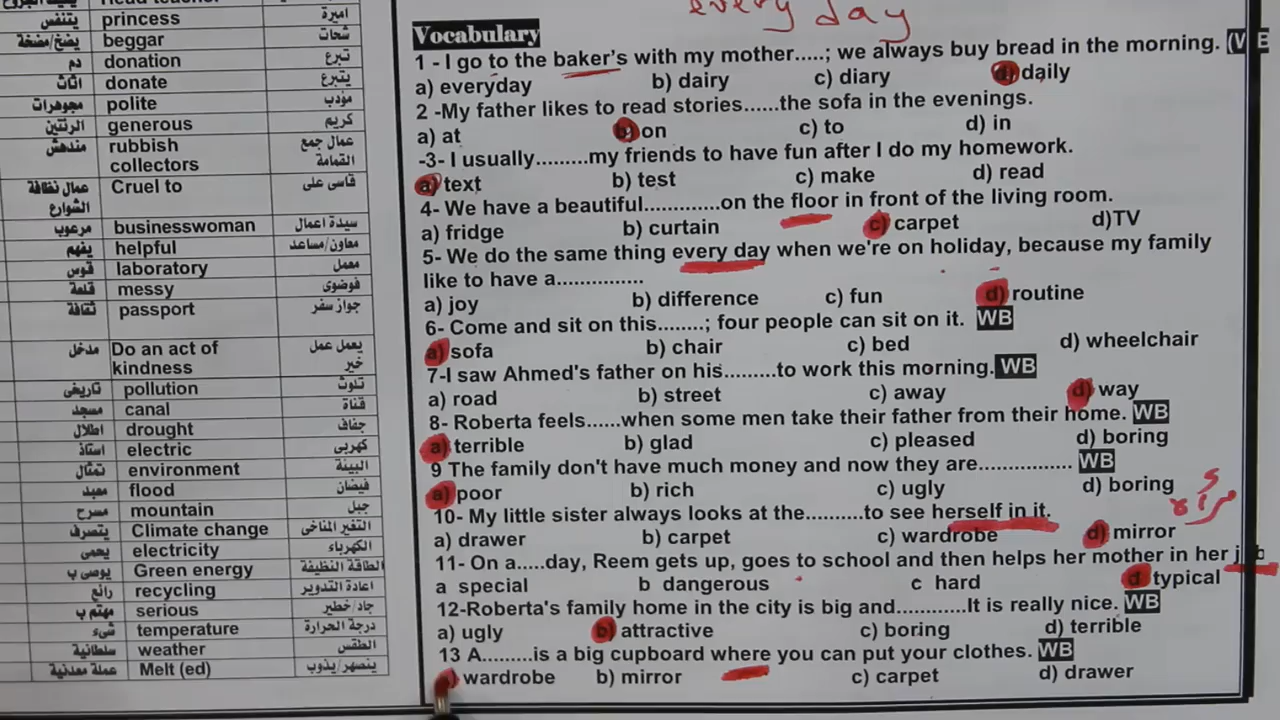 every day
princess اميرة
يتنفس
beggar شحات
يمضغ/مضغة
donation تبرع
دم
donate يتبرع
اثاث
polite مؤدب
مجوهرات
generous كريم
الرئتين
rubbish collectors عمال جمع القمامة
مندهش
Cruel to قاسى على
عمال نظافة الشوارع
businesswoman سيدة اعمال
مرعوب
helpful معاون/مساعد
يفهم
laboratory معمل
قوس
messy فوضوى
قلعة
passport جواز سفر
ثقافة
Do an act of kindness يعمل عمل خير
مدخل
pollution تلوث
تاريخى
canal قناة
مسجد
drought جفاف
اطلال
electric كهربى
استاذ
environment البيئة
تمثال
flood فيضان
معبد
mountain جبل
مسرح
Climate change التغير المناخى
يتصرف
electricity الكهرباء
يحمى
Green energy الطاقة النظيفة
يوصى ب
recycling اعادة التدوير
رائع
serious جاد/خطير
مهتم ب
temperature درجة الحرارة
شىء
weather الطقس
سلطانية
Melt (ed) ينصهر/يذوب
عملة معدنية
Vocabulary
1 - I go to the baker's with my mother.....; we always buy bread in the morning.
a) everyday b) dairy c) diary d) daily
2 -My father likes to read stories......the sofa in the evenings.
a) at b) on c) to d) in
-3- I usually.........my friends to have fun after I do my homework.
a) text b) test c) make d) read
4- We have a beautiful.............on the floor in front of the living room.
a) fridge b) curtain c) carpet d)TV
5- We do the same thing every day when we're on holiday, because my family
like to have a...............
a) joy b) difference c) fun d) routine
6- Come and sit on this........; four people can sit on it. WB
a) sofa b) chair c) bed d) wheelchair
7-I saw Ahmed's father on his.........to work this morning. WB
a) road b) street c) away d) way
8- Roberta feels......when some men take their father from their home. WB
a) terrible b) glad c) pleased d) boring
9 The family don't have much money and now they are................ WB
a) poor b) rich c) ugly d) boring
10- My little sister always looks at the..........to see herself in it.
a) drawer b) carpet c) wardrobe d) mirror
11- On a.....day, Reem gets up, goes to school and then helps her mother in her job
a special b dangerous c hard d typical
12-Roberta's family home in the city is big and............It is really nice. WB
a) ugly b) attractive c) boring d) terrible
13 A.........is a big cupboard where you can put your clothes. WB
a) wardrobe b) mirror c) carpet d) drawer